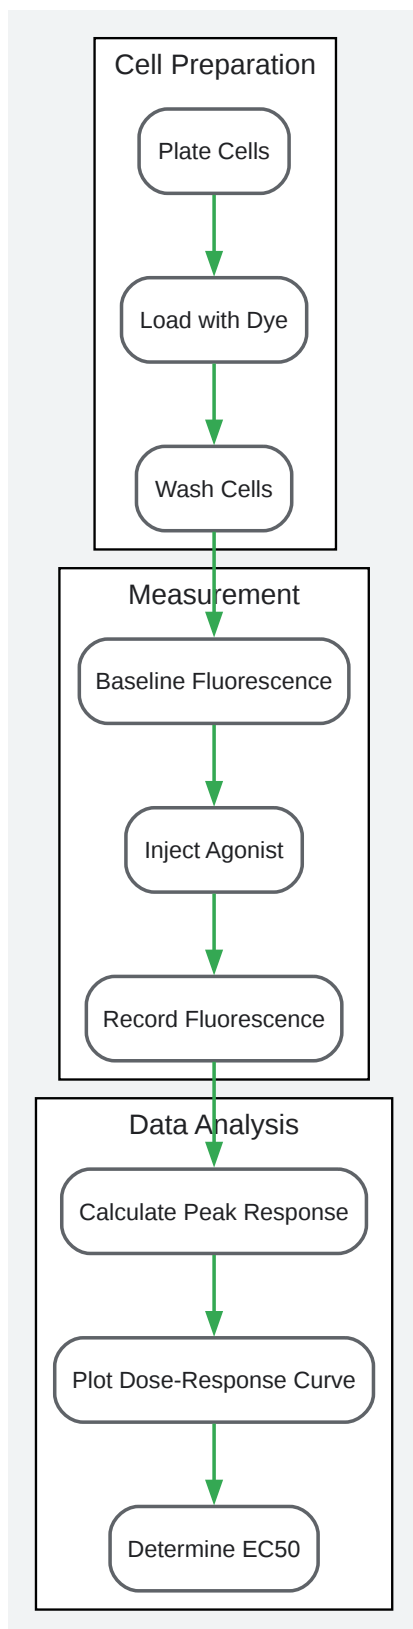 Cell Preparation
Plate Cells
Load with Dye
Wash Cells
Measurement
Baseline Fluorescence
Inject Agonist
Record Fluorescence
Data Analysis
Calculate Peak Response
Plot Dose-Response Curve
Determine EC50